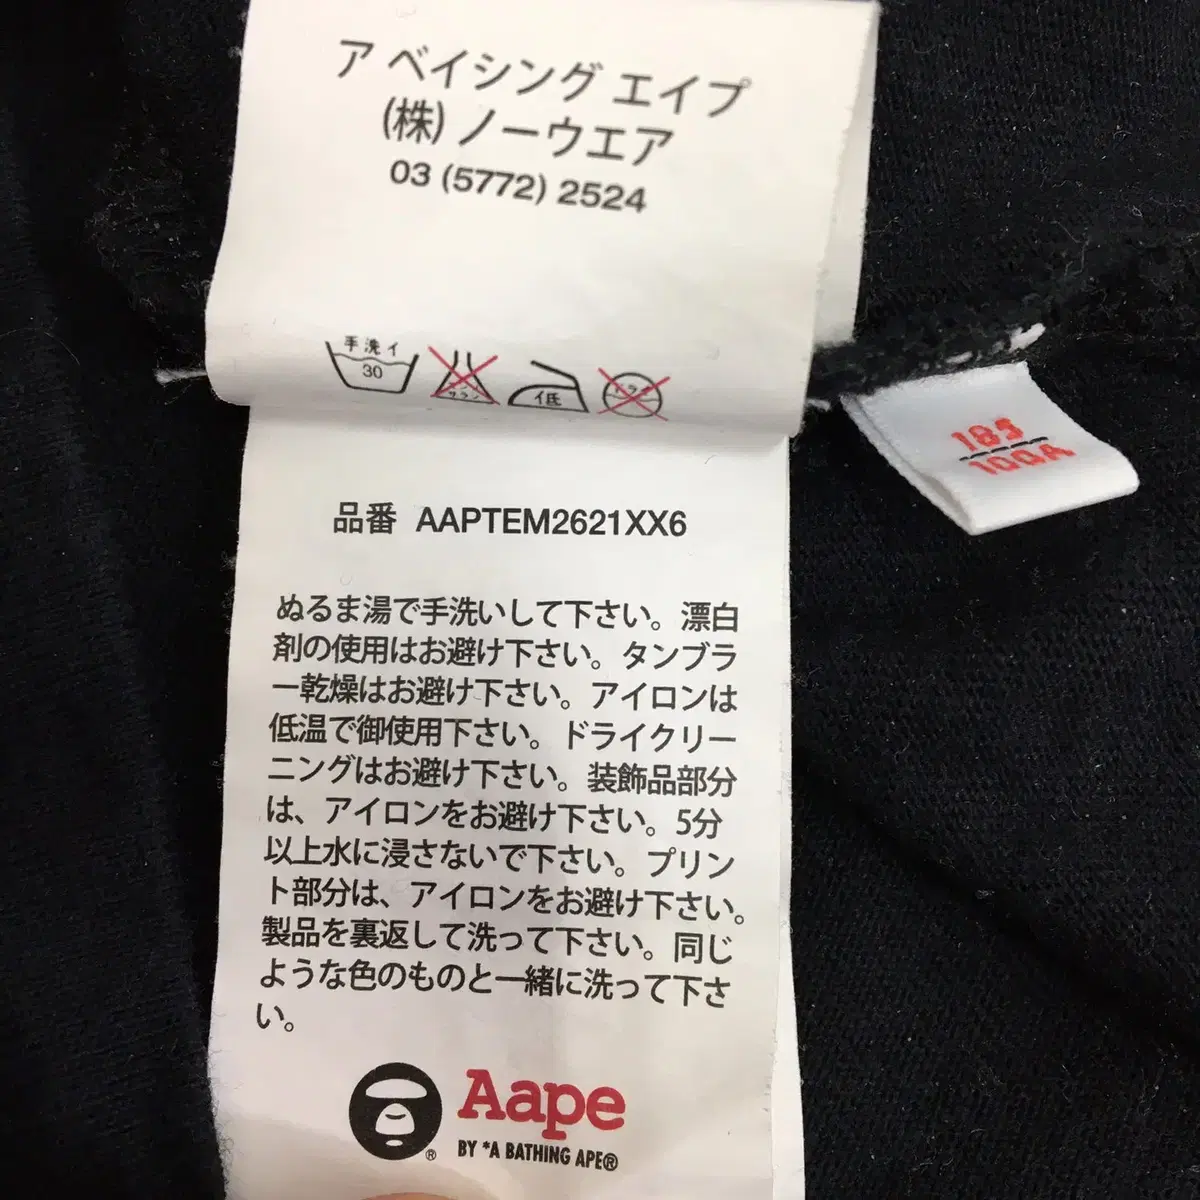 ア ベイシング エイプ
(株) ノーウエア
03 (5772) 2524
手洗イ
30
サラシ
低
ドライ
185
100A
品番 AAPTEM2621XX6
ぬるま湯で手洗いして下さい。漂白
剤の使用はお避け下さい。タンブラ
ー乾燥はお避け下さい。アイロンは
低温で御使用下さい。ドライクリー
ニングはお避け下さい。装飾品部分
は、アイロンをお避け下さい。5分
以上水に浸さないで下さい。プリン
ト部分は、アイロンをお避け下さい。
製品を裏返して洗って下さい。同じ
ような色のものと一緒に洗って下さ
い。
Aape
BY *A BATHING APE®
®